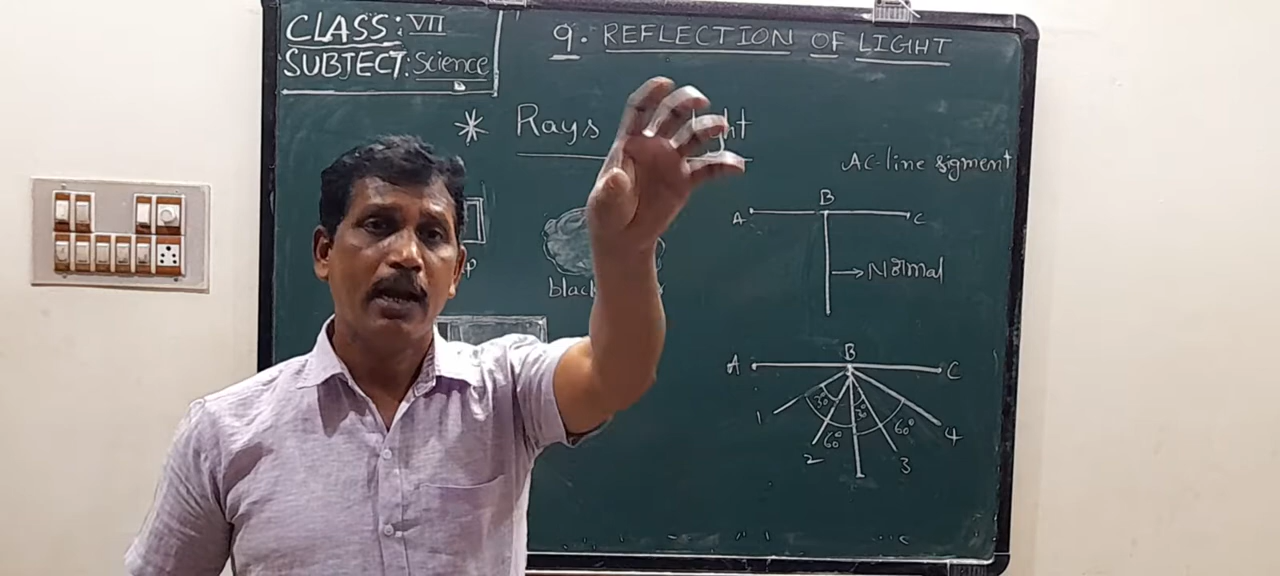 CLASS: VII
SUBJECT: Science
9. REFLECTION OF LIGHT
* Rays
AC-line sigment
B
A
C
Normal
B
A
C
30°
30°
1
60°
60°
4
2
3